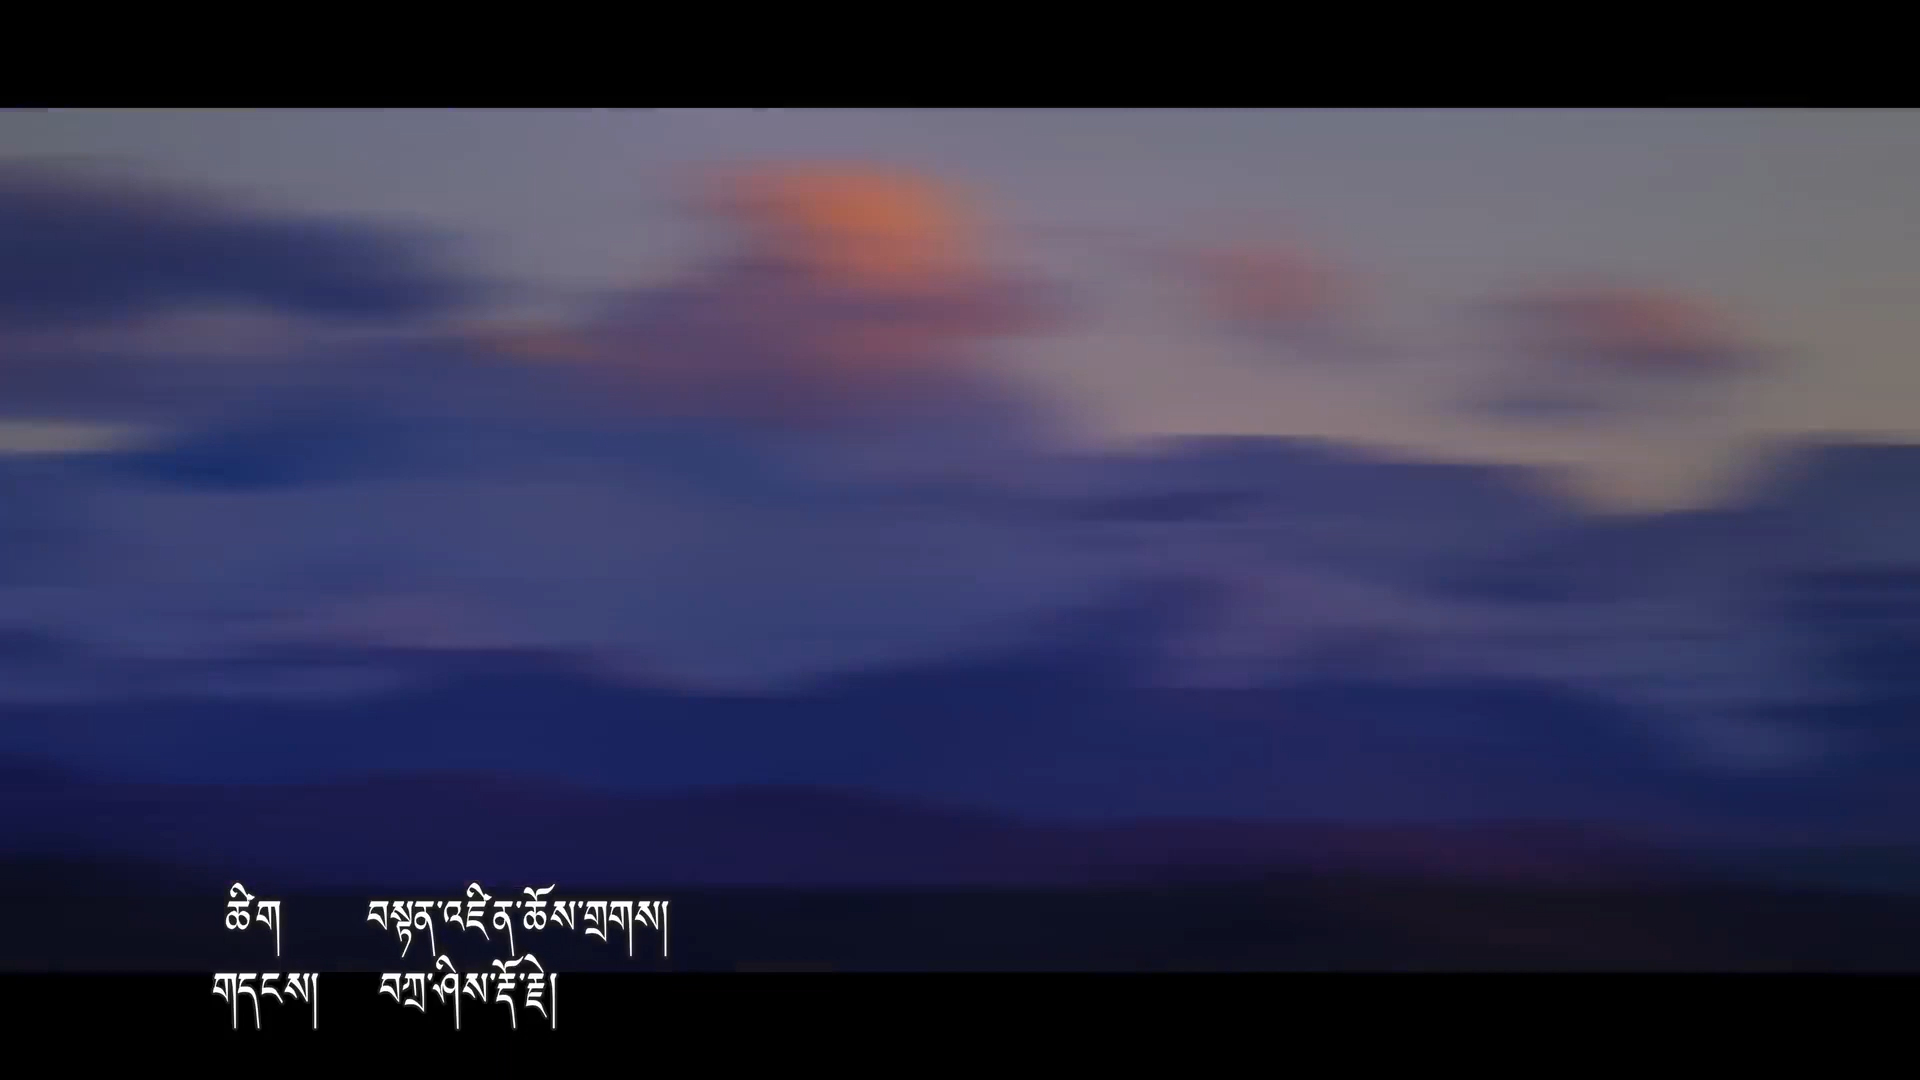 ཚིག བསྟན་འཛིན་ཆོས་གྲགས།
གདངས། བཀྲ་ཤིས་རྡོ་རྗེ།